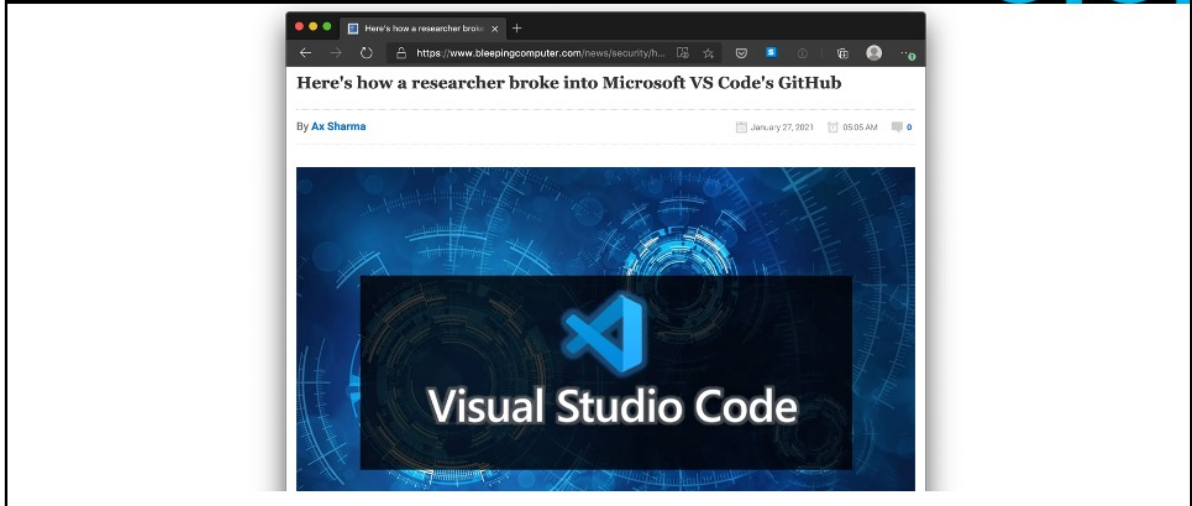 Here's how a researcher broke
https://www.bleepingcomputer.com/news/security/h...
Here's how a researcher broke into Microsoft VS Code's GitHub
By Ax Sharma January 27, 2021 05:05 AM 0
Visual Studio Code